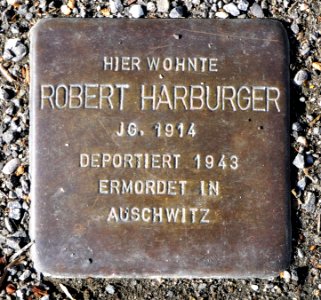 HIER WOHNTE
ROBERT HARBURGER
JG. 1914
DEPORTIERT 1943
ERMORDET IN
AUSCHWITZ